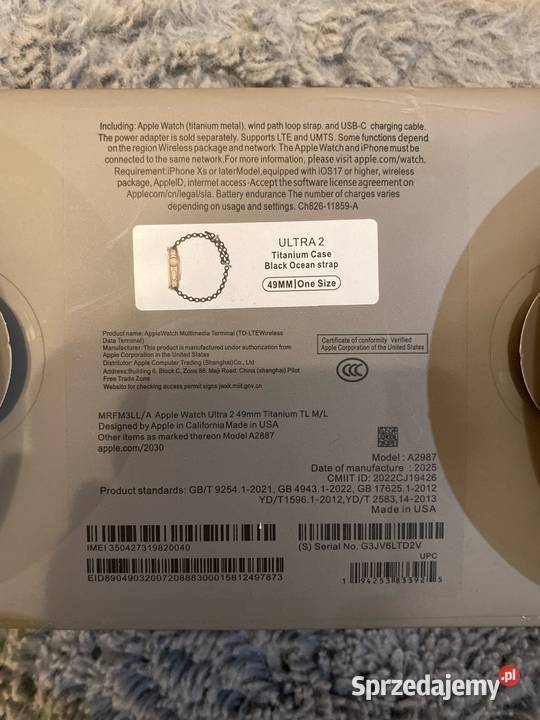 Including: Apple Watch (titanium metal), wind path loop strap. and USB-C charging cable.
The power adapter is sold separately. Supports LTE and UMTS. Some functions depend
on the region Wireless package and network.The Apple Watch and iPhone must be
connected to the same network.For more information, please visit apple.com/watch.
Requirement:iPhone Xs or laterModel,equipped with iOS17 or higher, wireless
package, AppleID, internet access-Accept the software license agreement on
Applecom/cn/legal/sla. Battery endurance The number of charges varies
depending on usage and settings. Ch826-11859-A
ULTRA 2
Titanium Case
Black Ocean strap
49MM|One Size
Product name: AppleWatch Multimedia Terminal (TD-LTEWireless
Data Terminal)
Manufacturer: This product is manufactured under authorization from
Apple Corporation in the United States
Distributor: Apple Computer Trading (Shanghai)Co., Ltd
Address:Building 6, Block C, Zone 88. Maji Road. China (shanghai) Pilot
Free Trade Zone
Website for checking access permit signs:jwxk.miit.gov.cn
Certificate of conformity Verified
Apple Corporation of the United States
CCC
MRFM3LL/A Apple Watch Ultra 2 49mm Titanium TL M/L
Designed by Apple in CaliforniaMade in USA
Other items as marked thereon Model A2887
apple.com/2030
Model : A2987
Date of manufacture : 2025
CMIIT ID: 2022CJ19426
Product standards: GB/T 9254.1-2021, GB 4943.1-2022, GB 17625.1-2012
YD/T1596.1-2012,YD/T 2583,14-2013
Made in USA
IMEI 350427319820040
(S) Serial No. G3JV6LTD2V
EID8904903200720888300015812497873
UPC
1 94253 83392 5
Sprzedajemy.pl